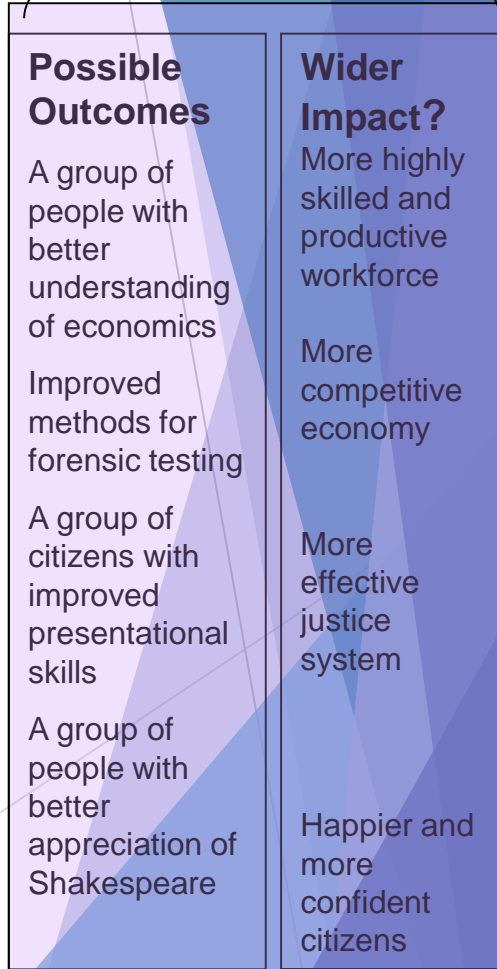 Possible
Outcomes
A group of
people with
better
understanding
of economics
Improved
methods for
forensic testing
A group of
citizens with
improved
presentational
skills
A group of
people with
better
appreciation of
Shakespeare
Wider
Impact?
More highly
skilled and
productive
workforce
More
competitive
economy
More
effective
justice
system
Happier and
more
confident
citizens